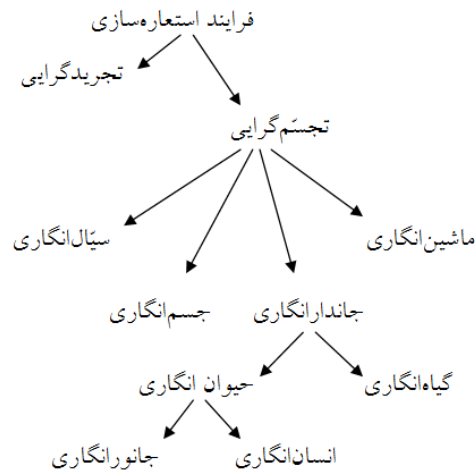 فرایند استعاره‌سازی
تجریدگرایی
تجسّم‌گرایی
ماشین‌انگاری
سیّال‌انگاری
جاندارانگاری
جسم‌انگاری
گیاه‌انگاری
حیوان انگاری
انسان‌انگاری
جانورانگاری